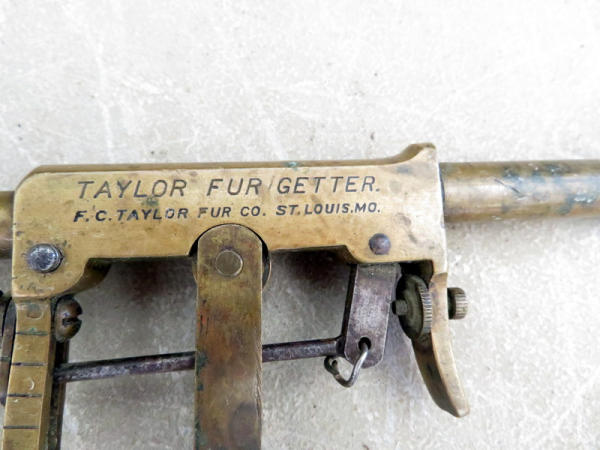 TAYLOR FUR GETTER.
F.C. TAYLOR FUR CO. ST. LOUIS, MO.